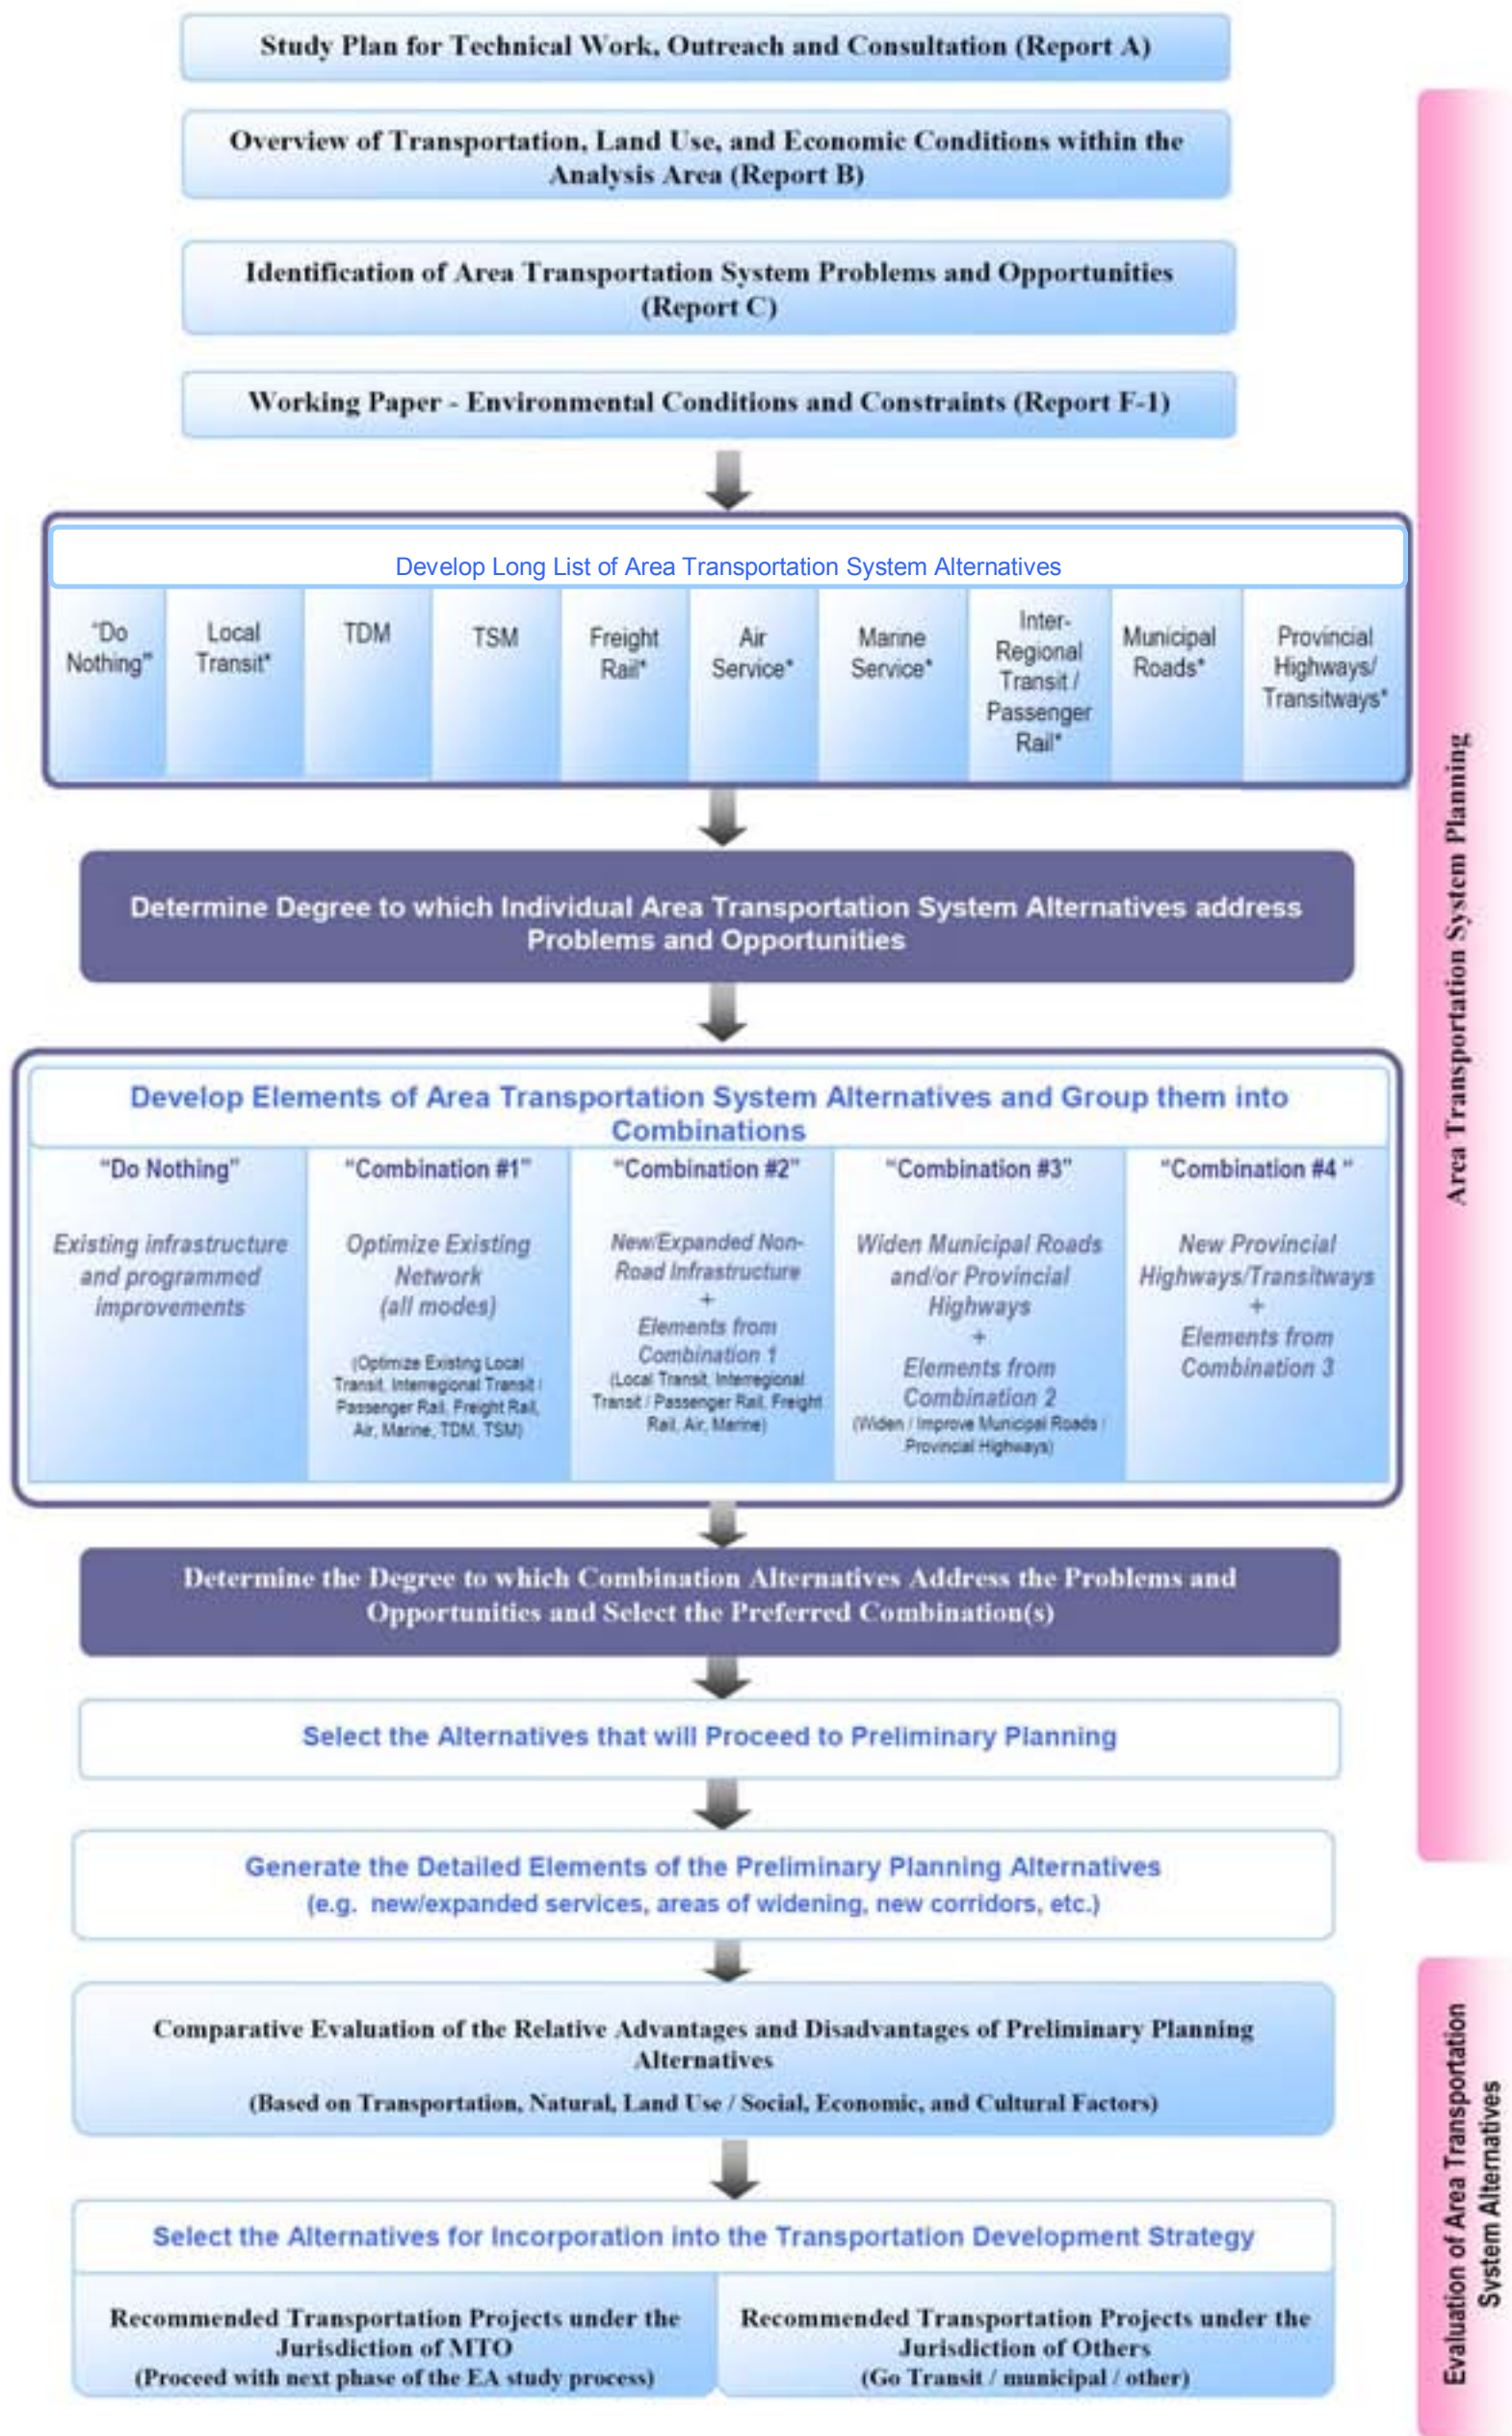 Study Plan for Technical Work, Outreach and Consultation (Report A)
Overview of Transportation, Land Use, and Economic Conditions within the
Analysis Area (Report B)
Identification of Area Transportation System Problems and Opportunities
(Report C)
Working Paper - Environmental Conditions and Constraints (Report F-1)
Develop Long List of Area Transportation System Alternatives
"Do
Nothing"
Local
Transit*
TDM
TSM
Freight
Rail*
Air
Service*
Marine
Service*
Inter-
Regional
Transit /
Passenger
Rail*
Municipal
Roads*
Provincial
Highways/
Transitways*
Determine Degree to which Individual Area Transportation System Alternatives address
Problems and Opportunities
Develop Elements of Area Transportation System Alternatives and Group them into
Combinations
"Do Nothing"
Existing infrastructure
and programmed
improvements
"Combination #1"
Optimize Existing
Network
(all modes)
(Optimize Existing Local
Transit, Interregional Transit /
Passenger Rail, Freight Rail,
Air, Marine, TDM, TSM)
"Combination #2"
New/Expanded Non-
Road Infrastructure
+
Elements from
Combination 1
(Local Transit, Interregional
Transit / Passenger Rail, Freight
Rail, Air, Marine)
"Combination #3"
Widen Municipal Roads
and/or Provincial
Highways
+
Elements from
Combination 2
(Widen / Improve Municipal Roads /
Provincial Highways)
"Combination #4 "
New Provincial
Highways/Transitways
+
Elements from
Combination 3
Determine the Degree to which Combination Alternatives Address the Problems and
Opportunities and Select the Preferred Combination(s)
Select the Alternatives that will Proceed to Preliminary Planning
Generate the Detailed Elements of the Preliminary Planning Alternatives
(e.g. new/expanded services, areas of widening, new corridors, etc.)
Comparative Evaluation of the Relative Advantages and Disadvantages of Preliminary Planning
Alternatives
(Based on Transportation, Natural, Land Use / Social, Economic, and Cultural Factors)
Select the Alternatives for Incorporation into the Transportation Development Strategy
Recommended Transportation Projects under the
Jurisdiction of MTO
(Proceed with next phase of the EA study process)
Recommended Transportation Projects under the
Jurisdiction of Others
(Go Transit / municipal / other)
Area Transportation System Planning
Evaluation of Area Transportation
System Alternatives